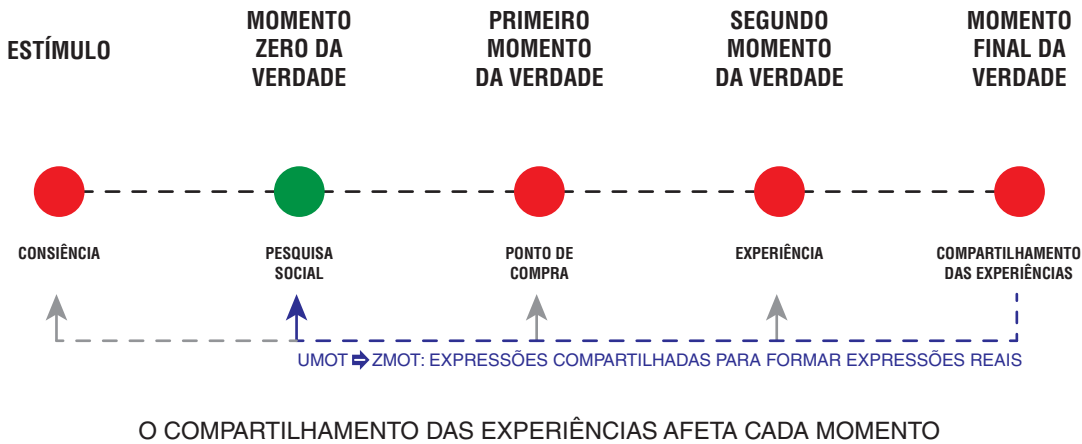 ESTÍMULO
MOMENTO
ZERO DA
VERDADE
PRIMEIRO
MOMENTO
DA VERDADE
SEGUNDO
MOMENTO
DA VERDADE
MOMENTO
FINAL DA
VERDADE
CONSIÊNCIA
PESQUISA
SOCIAL
PONTO DE
COMPRA
EXPERIÊNCIA
COMPARTILHAMENTO
DAS EXPERIÊNCIAS
UMOT ⇨ ZMOT: EXPRESSÕES COMPARTILHADAS PARA FORMAR EXPRESSÕES REAIS
O COMPARTILHAMENTO DAS EXPERIÊNCIAS AFETA CADA MOMENTO